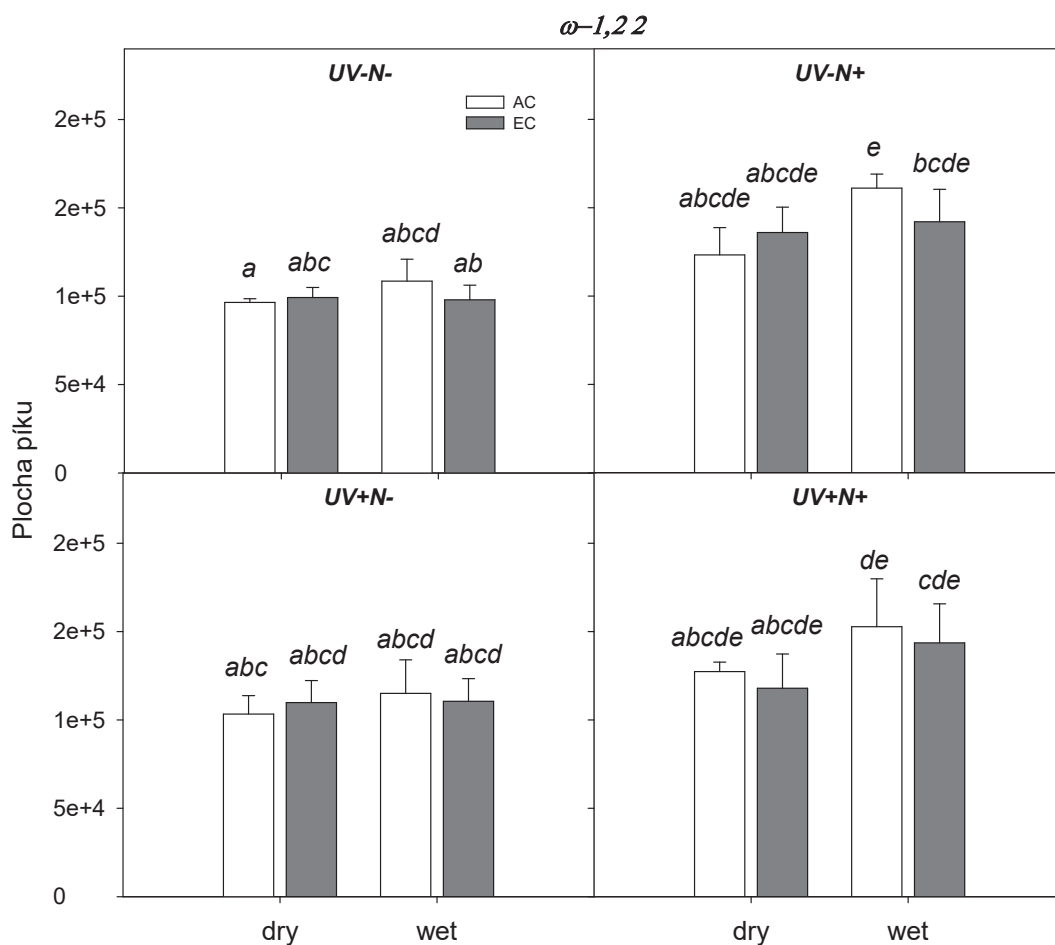 ω–1,2 2
UV-N-
AC
EC
2e+5
2e+5
1e+5
5e+4
0
a
abc
abcd
ab
UV-N+
abcde
abcde
e
bcde
Plocha píku
UV+N-
2e+5
2e+5
1e+5
5e+4
0
abc
abcd
abcd
abcd
dry
wet
UV+N+
abcde
abcde
de
cde
dry
wet